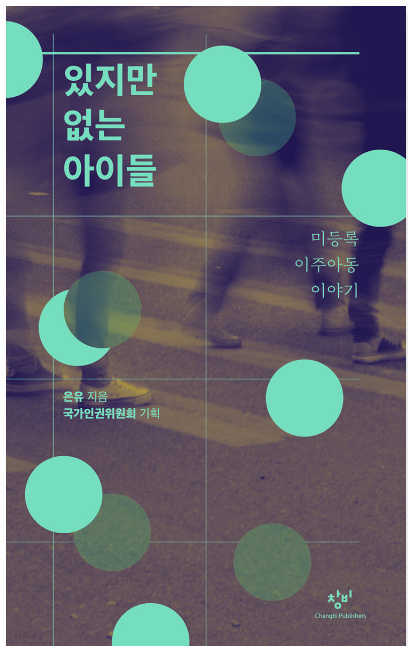 있지만
없는
아이들
미등록
이주아동
이야기
은유 지음
국가인권위원회 기획
창비
Changbi Publishers